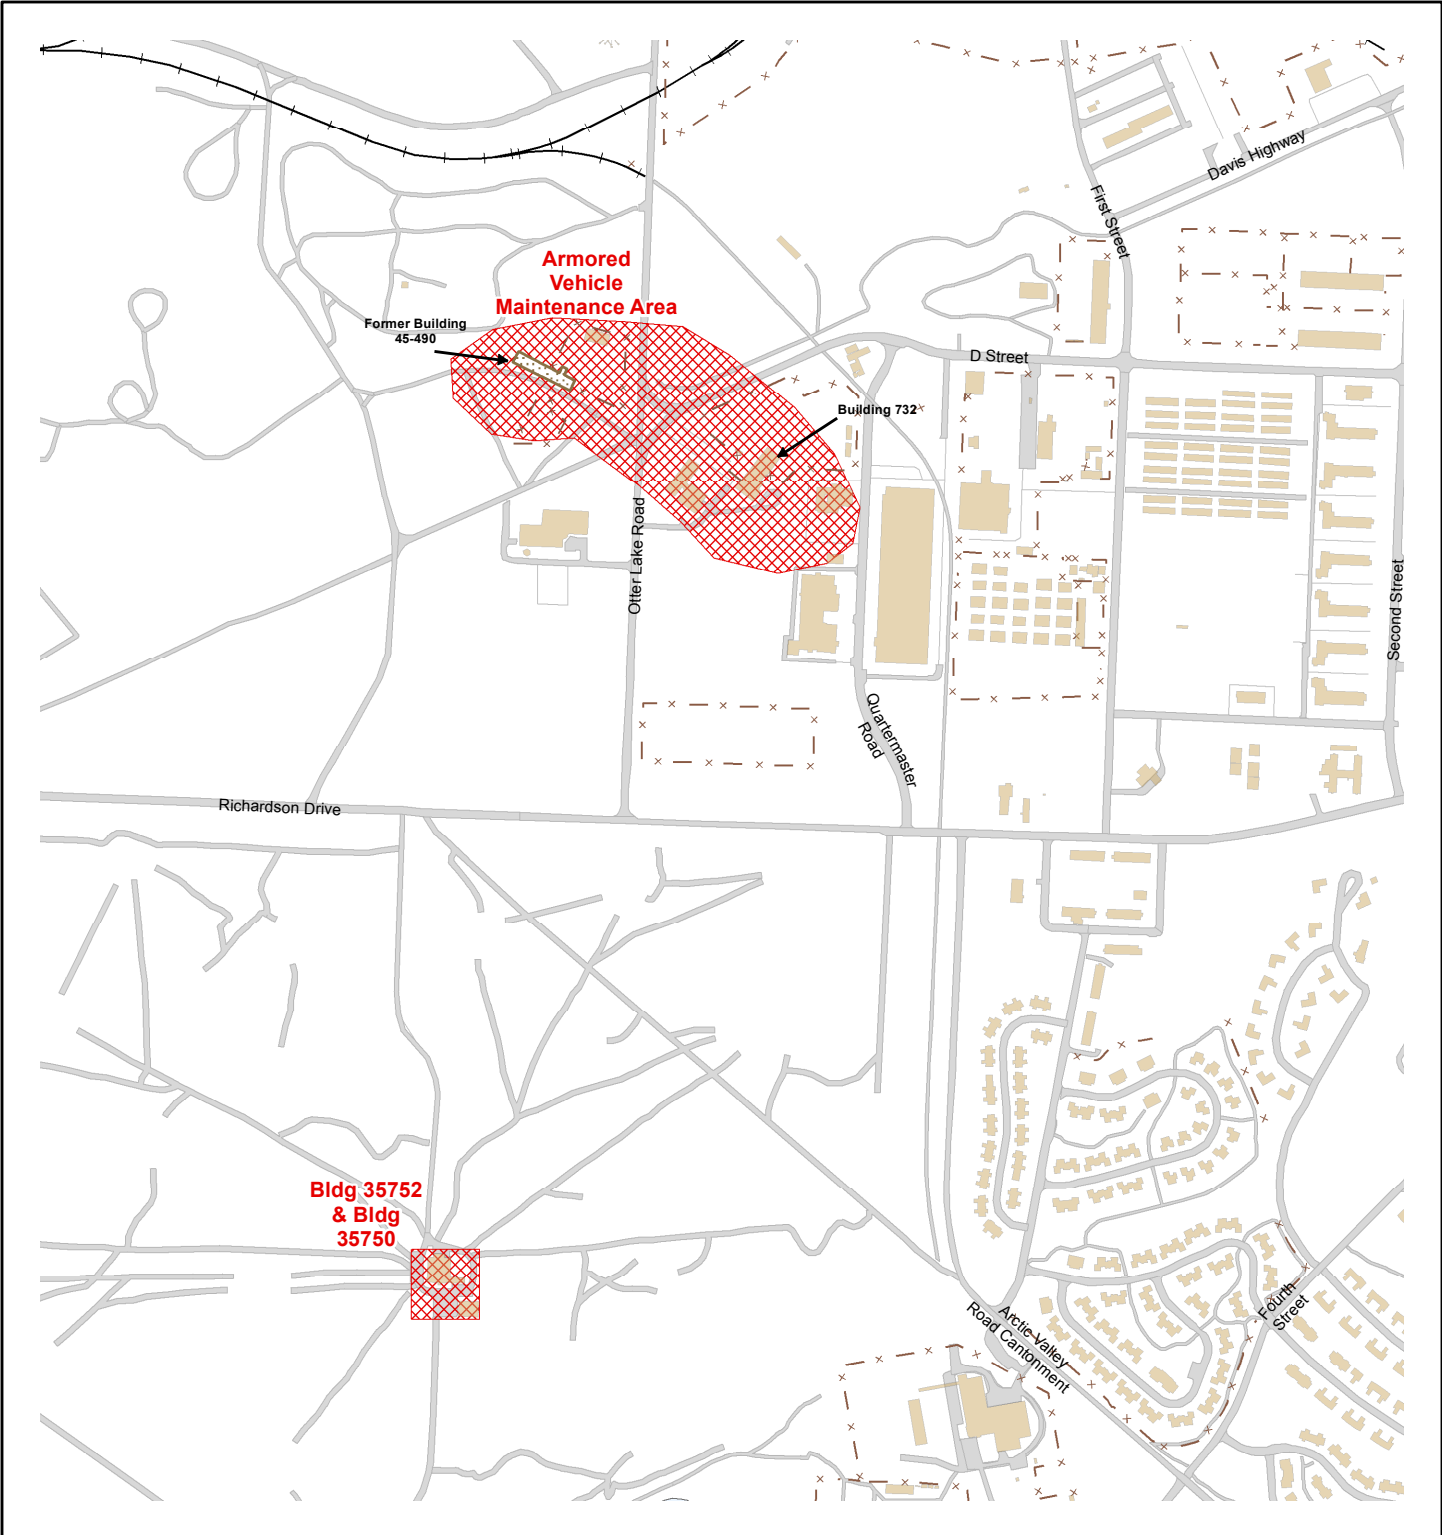 Davis Highway
First Street
Armored
Vehicle
Maintenance Area
Former Building
45-490
D Street
Building 732
Otter Lake Road
Second Street
Quartermaster
Road
Richardson Drive
Bldg 35752
& Bldg
35750
Fourth
Street
Arctic Valley
Road Cantonment